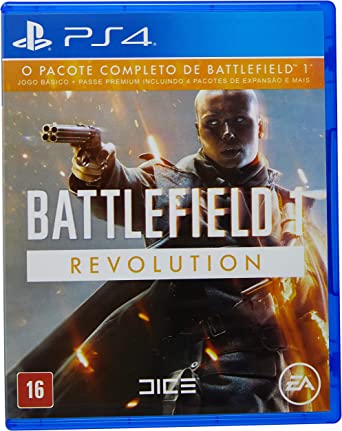 PS4
O PACOTE COMPLETO DE BATTLEFIELD™ 1*
JOGO BÁSICO + PASSE PREMIUM INCLUINDO 4 PACOTES DE EXPANSÃO E MAIS
BATTLEFIELD 1
REVOLUTION
16
DICE
EA